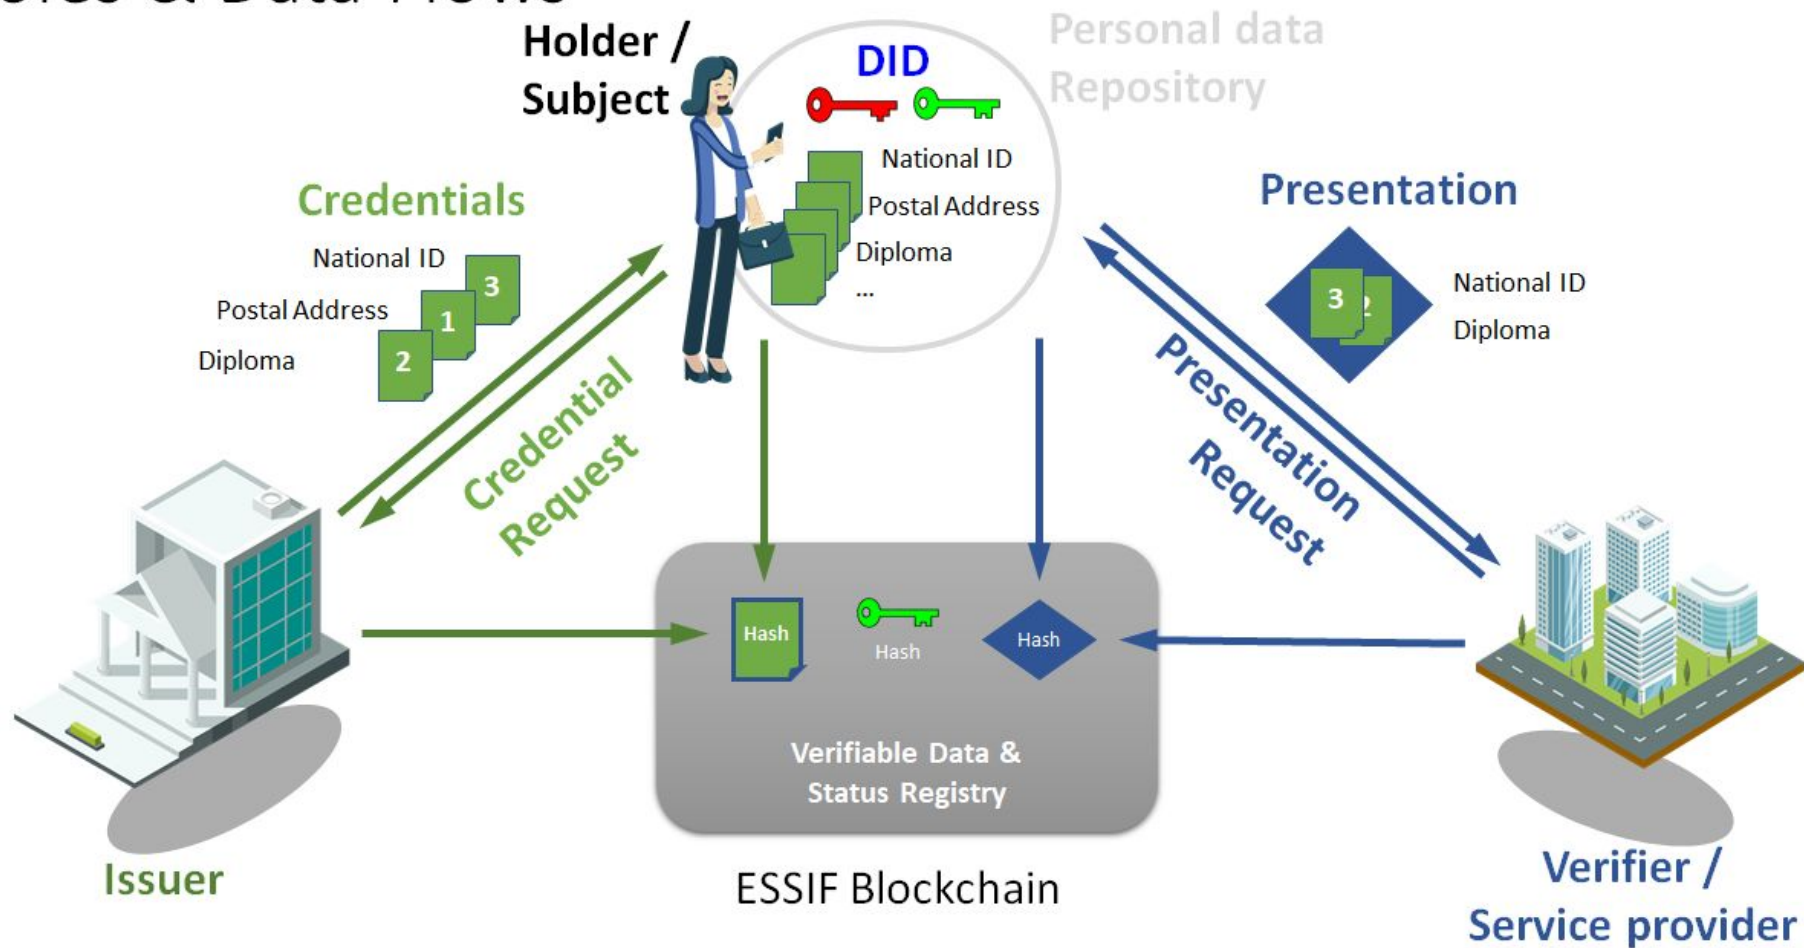 & Data
Holder /
Subject
DID
Personal data
Repository
National ID
Postal Address
Diploma
...
Credentials
National ID
Postal Address
Diploma
3
1
2
Credential
Request
Presentation
3
2
National ID
Diploma
Presentation
Request
Hash
Hash
Hash
Verifiable Data &
Status Registry
ESSIF Blockchain
Issuer
Verifier /
Service provider